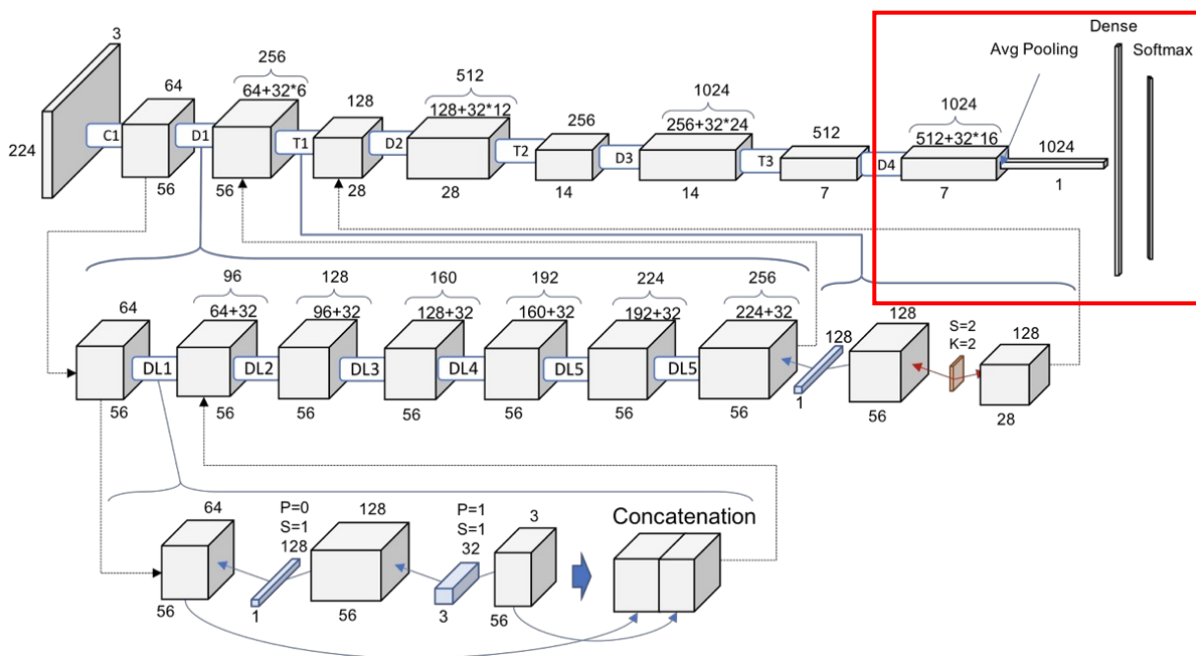 3
224
C1
64
56
D1
256
64+32*6
56
T1
128
28
D2
512
128+32*12
28
T2
256
14
D3
1024
256+32*24
14
T3
512
7
D4
1024
512+32*16
7
Avg Pooling
1024
1
Dense
Softmax
64
56
DL1
96
64+32
56
DL2
128
96+32
56
DL3
160
128+32
56
DL4
192
160+32
56
DL5
224
192+32
56
DL5
256
224+32
56
128
1
128
56
S=2
K=2
128
28
64
56
P=0
S=1
128
1
128
56
P=1
S=1
32
3
3
56
Concatenation